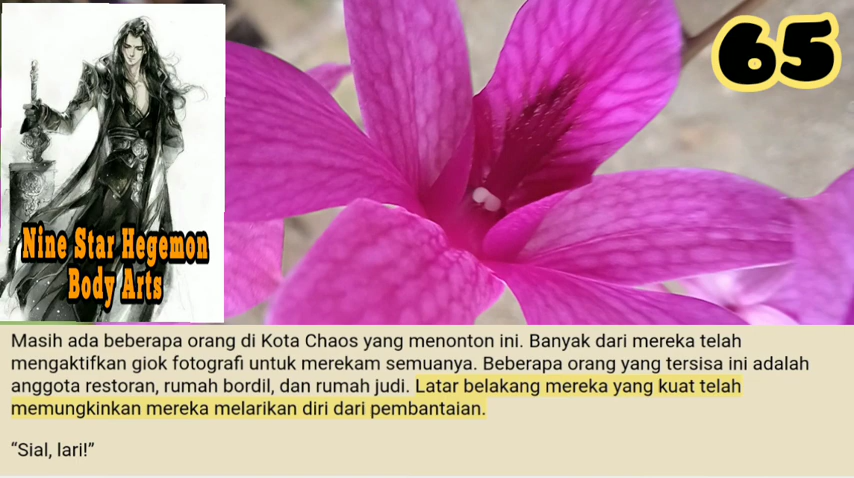 65
Nine Star Hegemon
Body Arts
Masih ada beberapa orang di Kota Chaos yang menonton ini. Banyak dari mereka telah
mengaktifkan giok fotografi untuk merekam semuanya. Beberapa orang yang tersisa ini adalah
anggota restoran, rumah bordil, dan rumah judi. Latar belakang mereka yang kuat telah
memungkinkan mereka melarikan diri dari pembantaian.
“Sial, lari!”